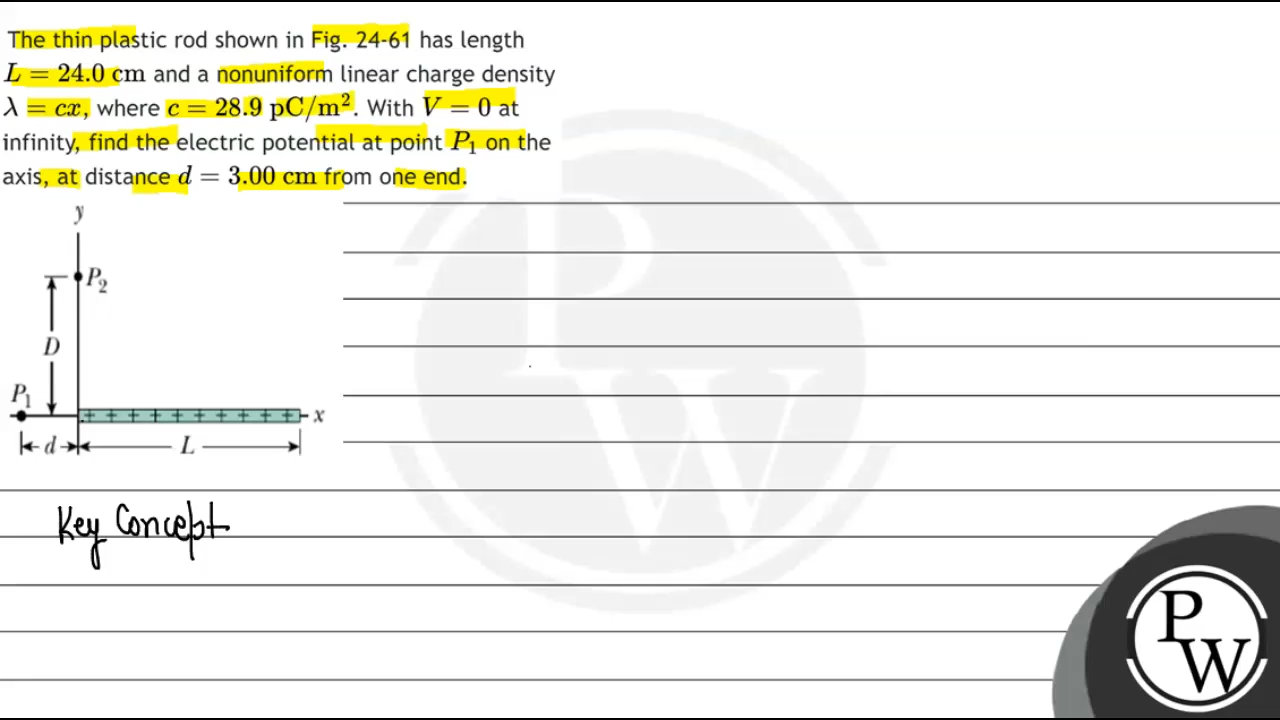 The thin plastic rod shown in Fig. 24-61 has length
L = 24.0 cm and a nonuniform linear charge density
λ = cx, where c = 28.9 pC/m². With V = 0 at
infinity, find the electric potential at point P₁ on the
axis, at distance d = 3.00 cm from one end.
y
P₂
D
P₁
+ + + + + + + + + x
d L
Key Concept
P
W
P
W